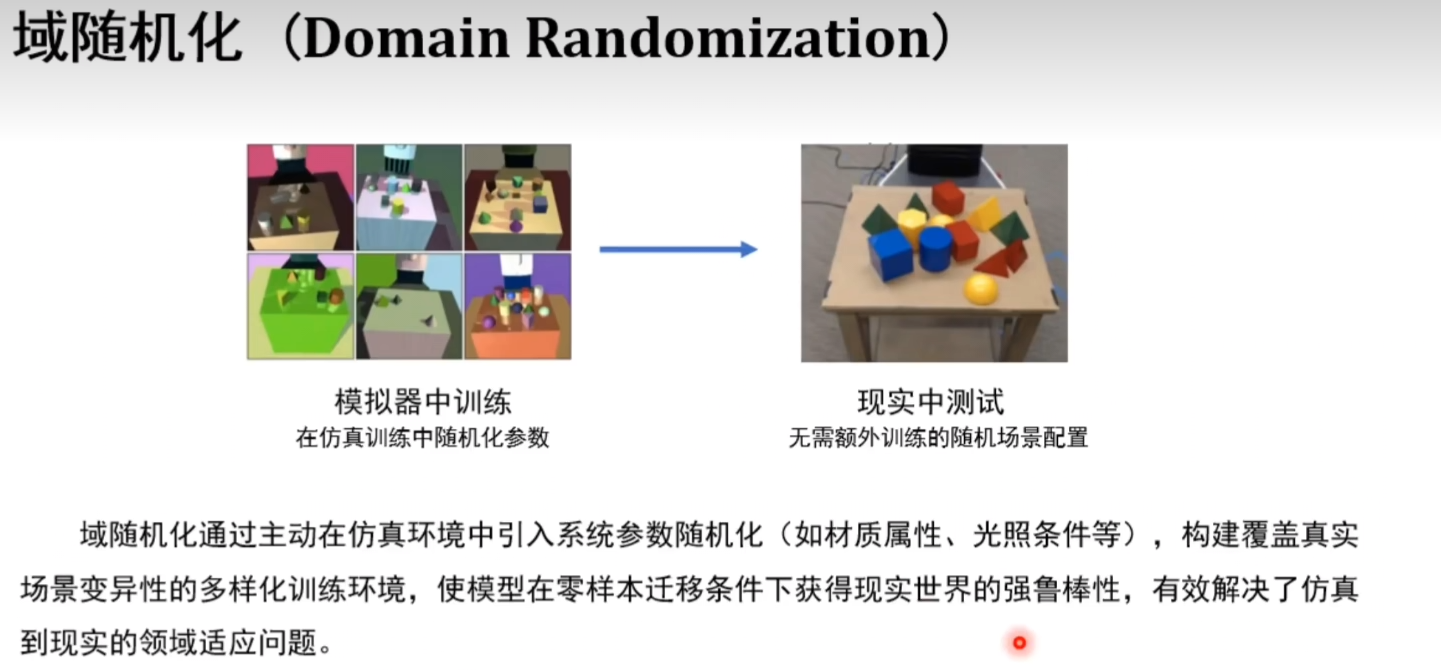 域随机化（Domain Randomization）
模拟器中训练
在仿真训练中随机化参数
现实中测试
无需额外训练的随机场景配置
域随机化通过主动在仿真环境中引入系统参数随机化（如材质属性、光照条件等），构建覆盖真实
场景变异性的多样化训练环境，使模型在零样本迁移条件下获得现实世界的强鲁棒性，有效解决了仿真
到现实的领域适应问题。